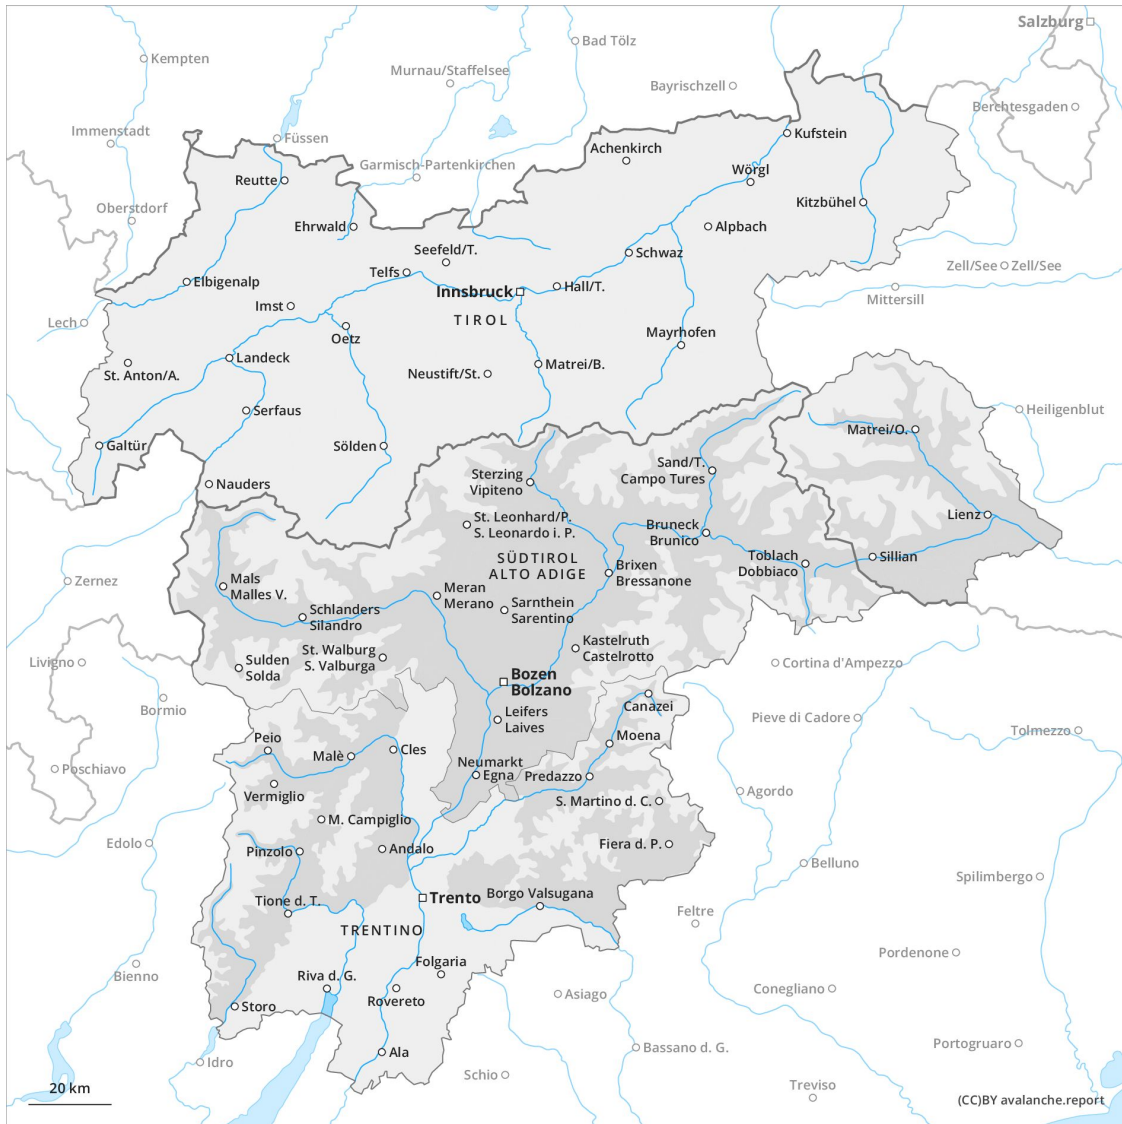 Salzburg
Bad Tölz
Kempten
Murnau/Staffelsee
Bayrischzell
Berchtesgaden
Immenstadt
Füssen
Kufstein
Achenkirch
Garmisch-Partenkirchen
Wörgl
Reutte
Kitzbühel
Oberstdorf
Ehrwald
Alpbach
Seefeld/T.
Schwaz
Zell/See
Zell/See
Telfs
Elbigenalp
Hall/T.
Innsbruck
Mittersill
Imst
TIROL
Lech
Oetz
Mayrhofen
Landeck
Matrei/B.
St. Anton/A.
Neustift/St.
Serfaus
Heiligenblut
Matrei/O.
Galtür
Sölden
Sand/T.
Campo Tures
Sterzing
Vipiteno
Nauders
Lienz
St. Leonhard/P.
S. Leonardo i. P.
Bruneck
Brunico
SÜDTIROL
ALTO ADIGE
Toblach
Dobbiaco
Sillian
Brixen
Bressanone
Zernez
Mals
Malles V.
Meran
Merano
Sarnthein
Sarentino
Schlanders
Silandro
Kastelruth
Castelrotto
St. Walburg
S. Valburga
Livigno
Sulden
Solda
Cortina d'Ampezzo
Bozen
Bolzano
Canazei
Bormio
Leifers
Laives
Pieve di Cadore
Tolmezzo
Moena
Peio
Malè
Cles
Neumarkt
Egna
Predazzo
Poschiavo
Vermiglio
Agordo
S. Martino d. C.
M. Campiglio
Edolo
Fiera d. P.
Pinzolo
Andalo
Belluno
Spilimbergo
Borgo Valsugana
Trento
Tione d. T.
Feltre
TRENTINO
Pordenone
Folgaria
Bienno
Riva d. G.
Conegliano
Asiago
Rovereto
Storo
Portogruaro
Bassano d. G.
Ala
Idro
Schio
Treviso
20 km
(CC)BY avalanche.report